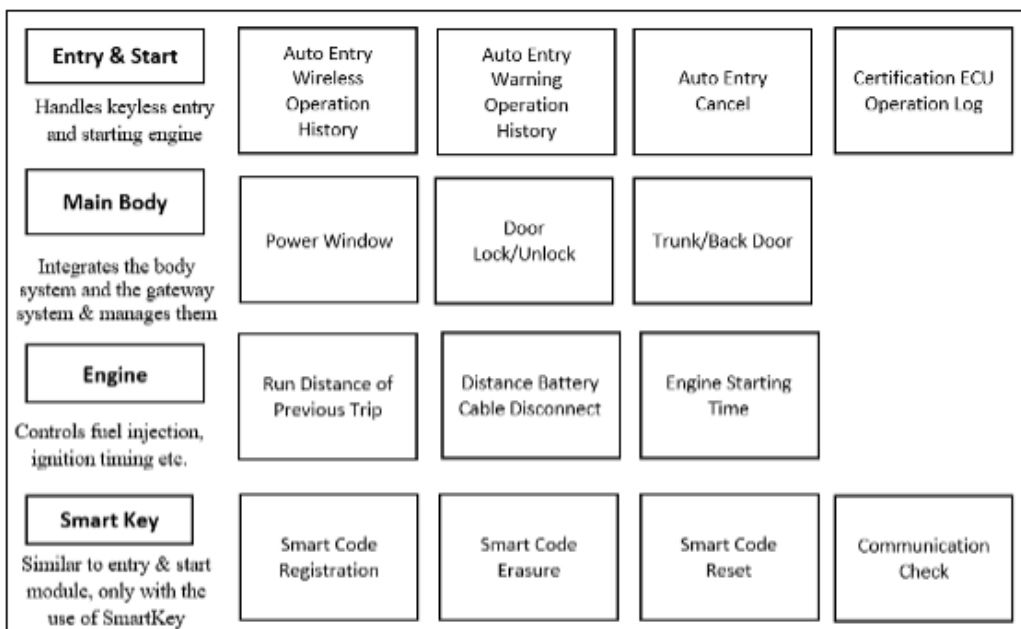 Entry & Start
Handles keyless entry
and starting engine
Auto Entry
Wireless
Operation
History
Auto Entry
Warning
Operation
History
Auto Entry
Cancel
Certification ECU
Operation Log
Main Body
Integrates the body
system and the gateway
system & manages them
Power Window
Door
Lock/Unlock
Trunk/Back Door
Engine
Controls fuel injection,
ignition timing etc.
Run Distance of
Previous Trip
Distance Battery
Cable Disconnect
Engine Starting
Time
Smart Key
Similar to entry & start
module, only with the
use of SmartKey
Smart Code
Registration
Smart Code
Erasure
Smart Code
Reset
Communication
Check